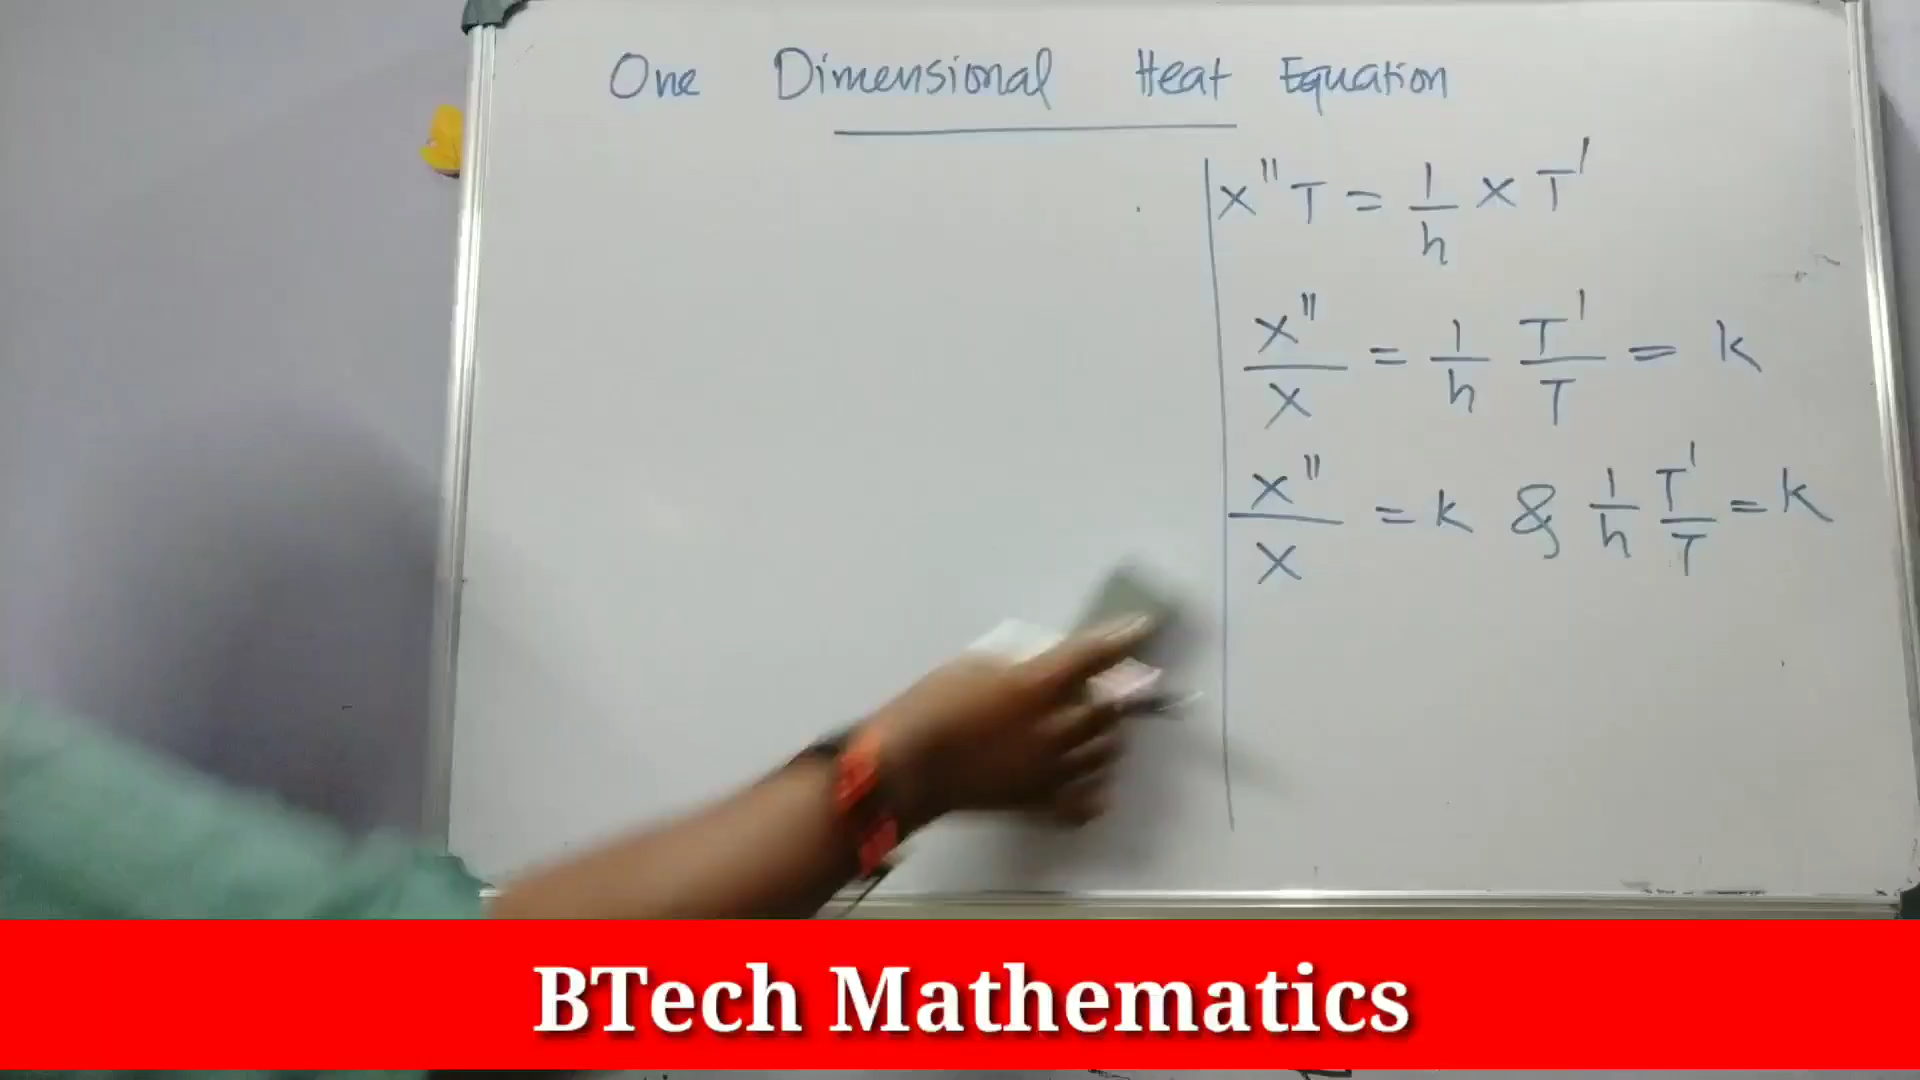 One Dimensional Heat Equation
X''T = 1/h X T'
X''/X = 1/h T'/T = k
X''/X = k & 1/h T'/T = k
BTech Mathematics